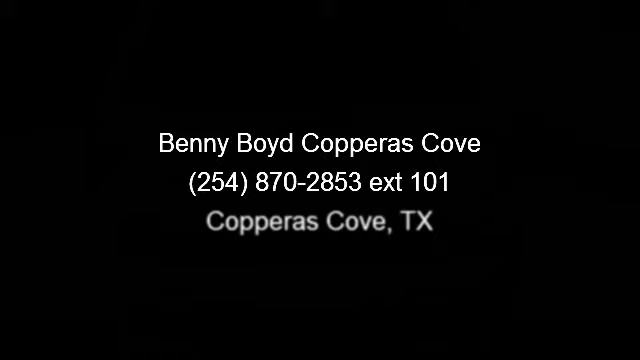 Benny Boyd Copperas Cove
(254) 870-2853 ext 101
Copperas Cove, TX